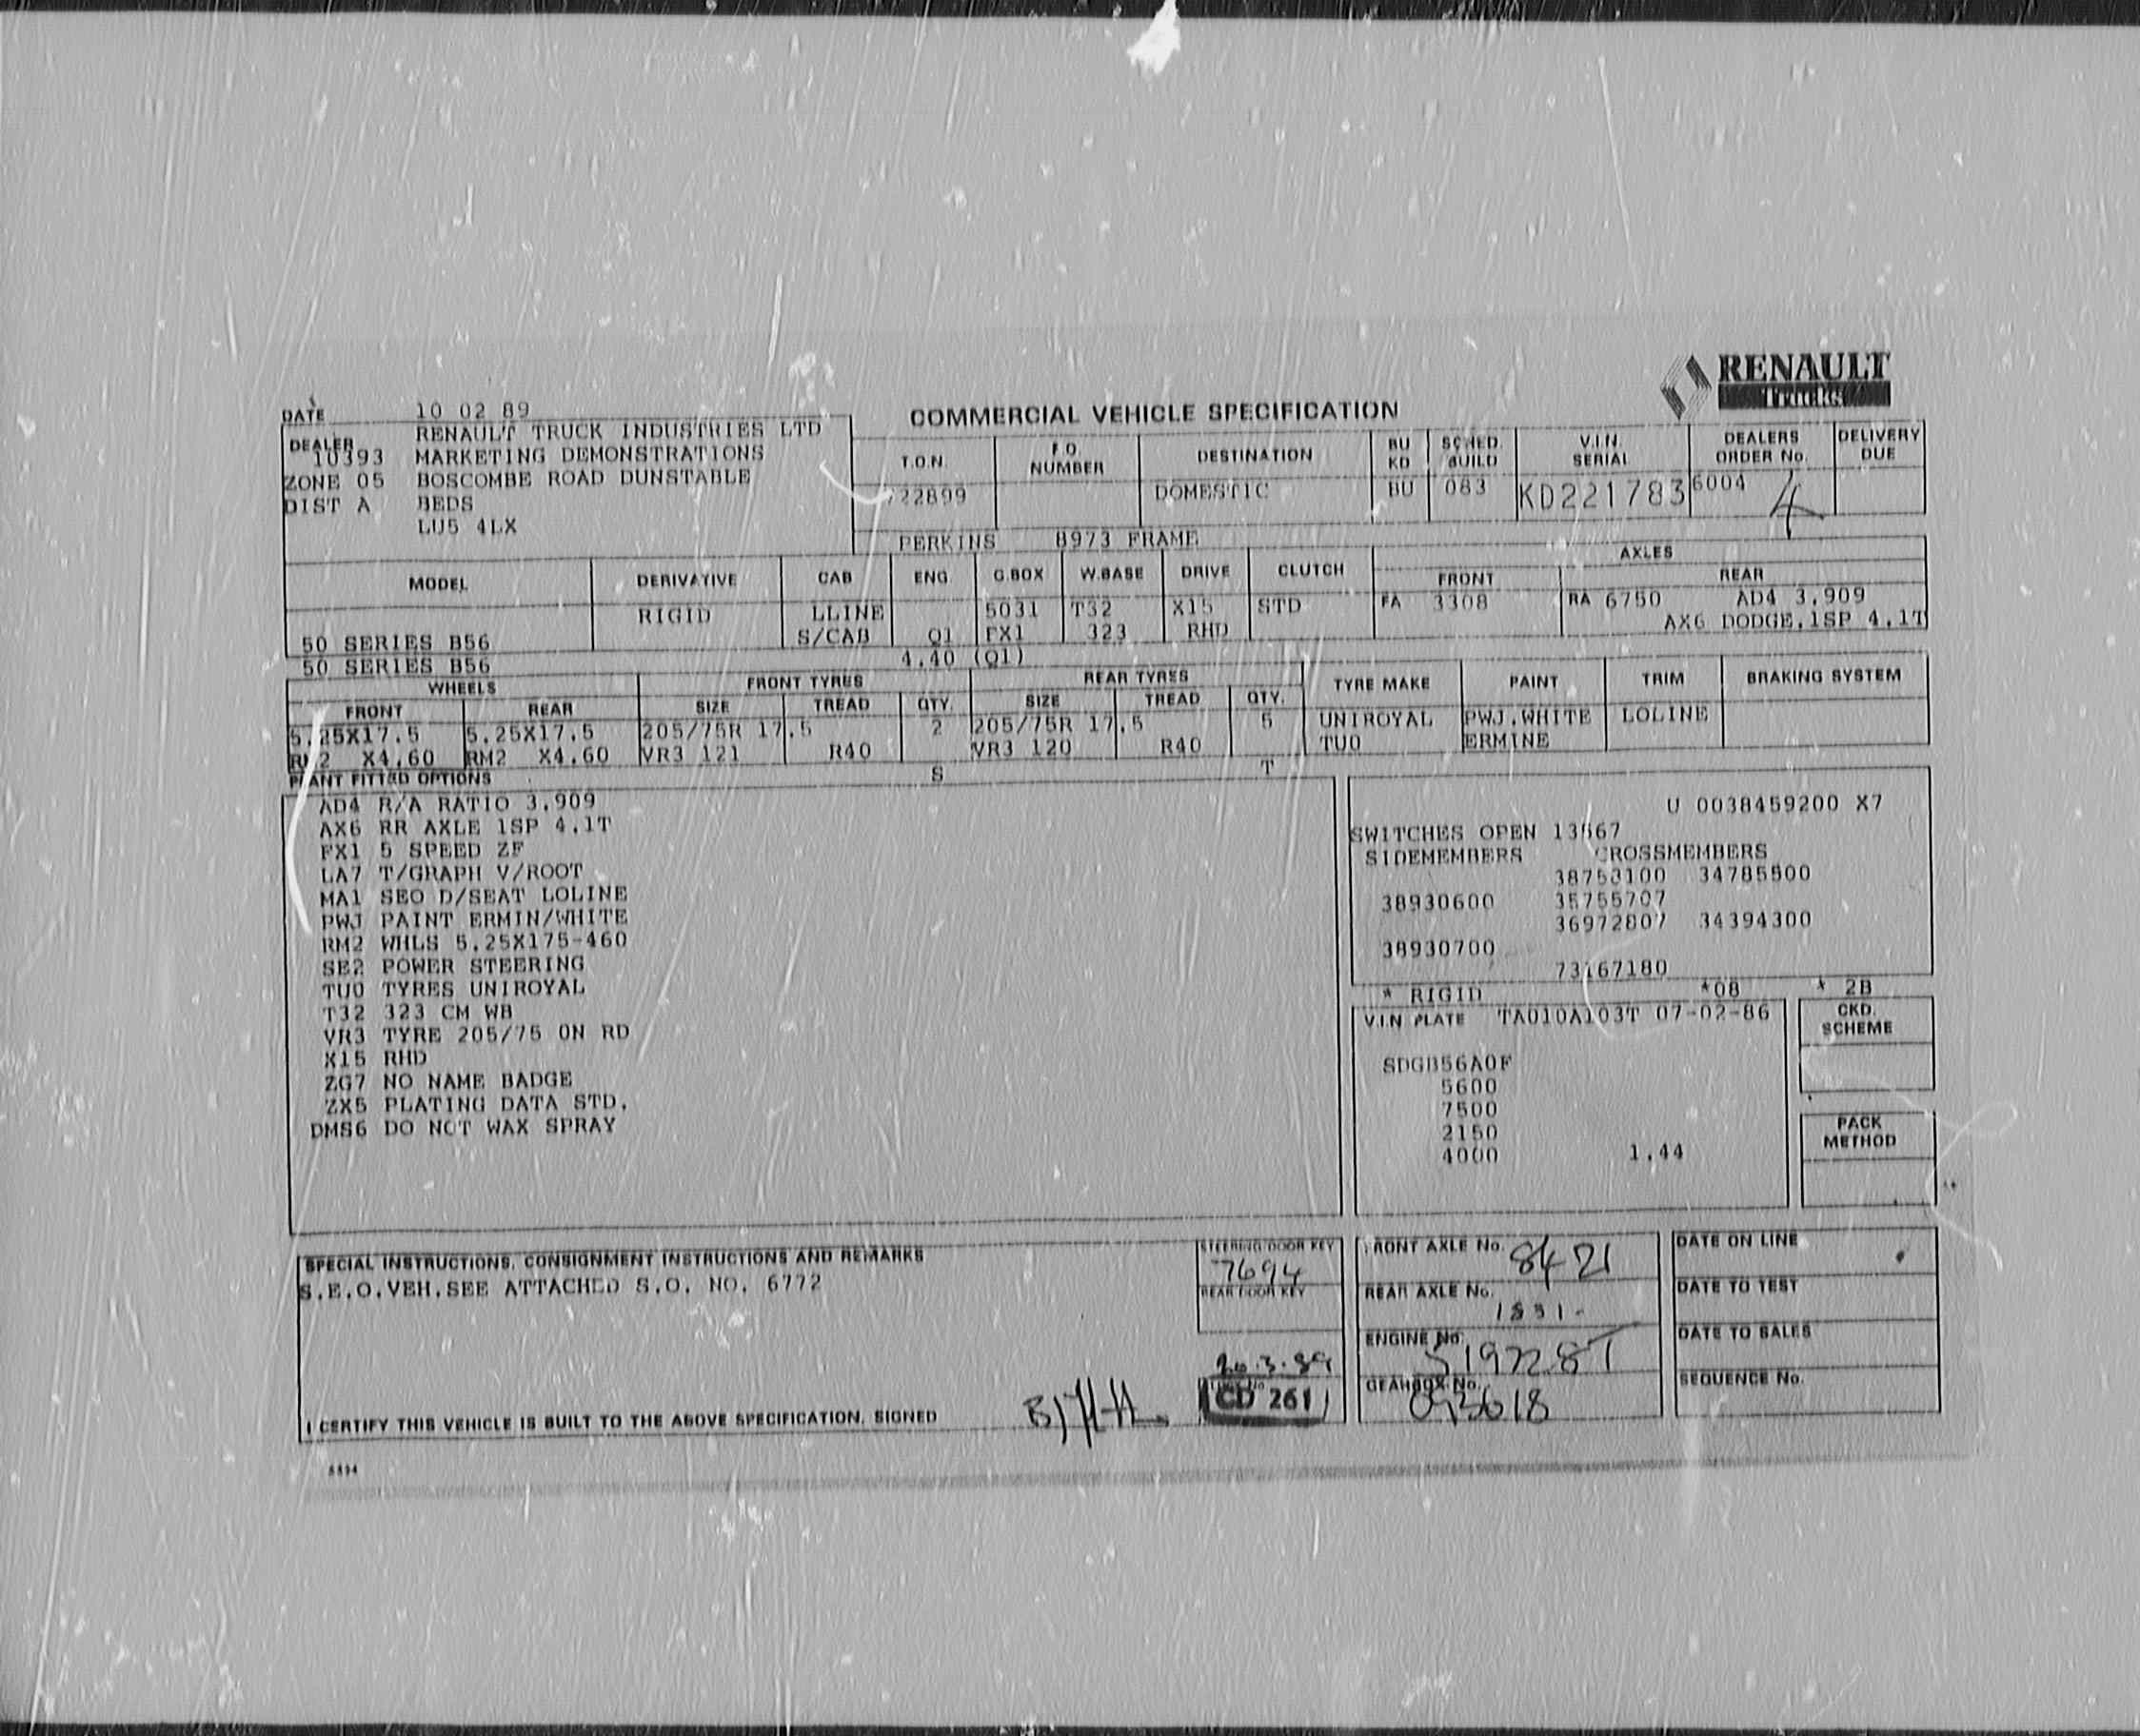 RENAULT
Trucks
DATE 10 02 89
COMMERCIAL VEHICLE SPECIFICATION
DEALER RENAULT TRUCK INDUSTRIES LTD
10393 MARKETING DEMONSTRATIONS
ZONE 05 BOSCOMBE ROAD DUNSTABLE
DIST A BEDS
LU5 4LX
T.O.N. F.O NUMBER DESTINATION BU KD SCHED. BUILD V.I.N. SERIAL DEALERS ORDER No. DELIVERY DUE
722899 DOMESTIC BU 083 KD221783 6004 4
PERKINS 8973 FRAME
MODEL DERIVATIVE CAB ENG G.BOX W.BASE DRIVE CLUTCH AXLES FRONT REAR
RIGID LLINE 5031 T32 X15 STD FA 3308 RA 6750 AD4 3.909
50 SERIES B56 S/CAB Q1 FX1 323 RHD AX6 DODGE.1SP 4.1T
50 SERIES B56 4.40 (Q1)
WHEELS FRONT TYRES REAR TYRES TYRE MAKE PAINT TRIM BRAKING SYSTEM
FRONT REAR SIZE TREAD QTY. SIZE TREAD QTY.
5.25X17.5 5.25X17.5 205/75R 17.5 2 205/75R 17.5 5 UNIROYAL PWJ.WHITE LOLINE
RM2 X4.60 RM2 X4.60 VR3 121 R40 VR3 120 R40 TU0 ERMINE
PLANT FITTED OPTIONS S T
AD4 R/A RATIO 3.909
AX6 RR AXLE 1SP 4.1T
FX1 5 SPEED ZF
LA7 T/GRAPH V/ROOT
MA1 SEO D/SEAT LOLINE
PWJ PAINT ERMIN/WHITE
RM2 WHLS 5.25X175-460
SE2 POWER STEERING
TU0 TYRES UNIROYAL
T32 323 CM WB
VR3 TYRE 205/75 ON RD
X15 RHD
ZG7 NO NAME BADGE
ZX5 PLATING DATA STD.
DMS6 DO NOT WAX SPRAY
U 0038459200 X7
SWITCHES OPEN
SIDEMEMBERS CROSSMEMBERS
34785500
38930600 35755707
36972807 34394300
38930700
73167180
* RIGID *08 * 2B
V.I.N PLATE TA010A103T 07-02-86
CKD. SCHEME
SDGB56A0F
5600
7500
2150
4000 1.44
PACK METHOD
SPECIAL INSTRUCTIONS, CONSIGNMENT INSTRUCTIONS AND REMARKS
S.E.O.VEH.SEE ATTACHED S.O. NO. 6772
STEERING/DOOR KEY
7694
REAR DOOR KEY
20.3.89
CD 261
I CERTIFY THIS VEHICLE IS BUILT TO THE ABOVE SPECIFICATION. SIGNED
FRONT AXLE No. 8421
REAR AXLE No.
ENGINE No.
GEARBOX No.
DATE ON LINE
DATE TO TEST
DATE TO SALES
SEQUENCE No.